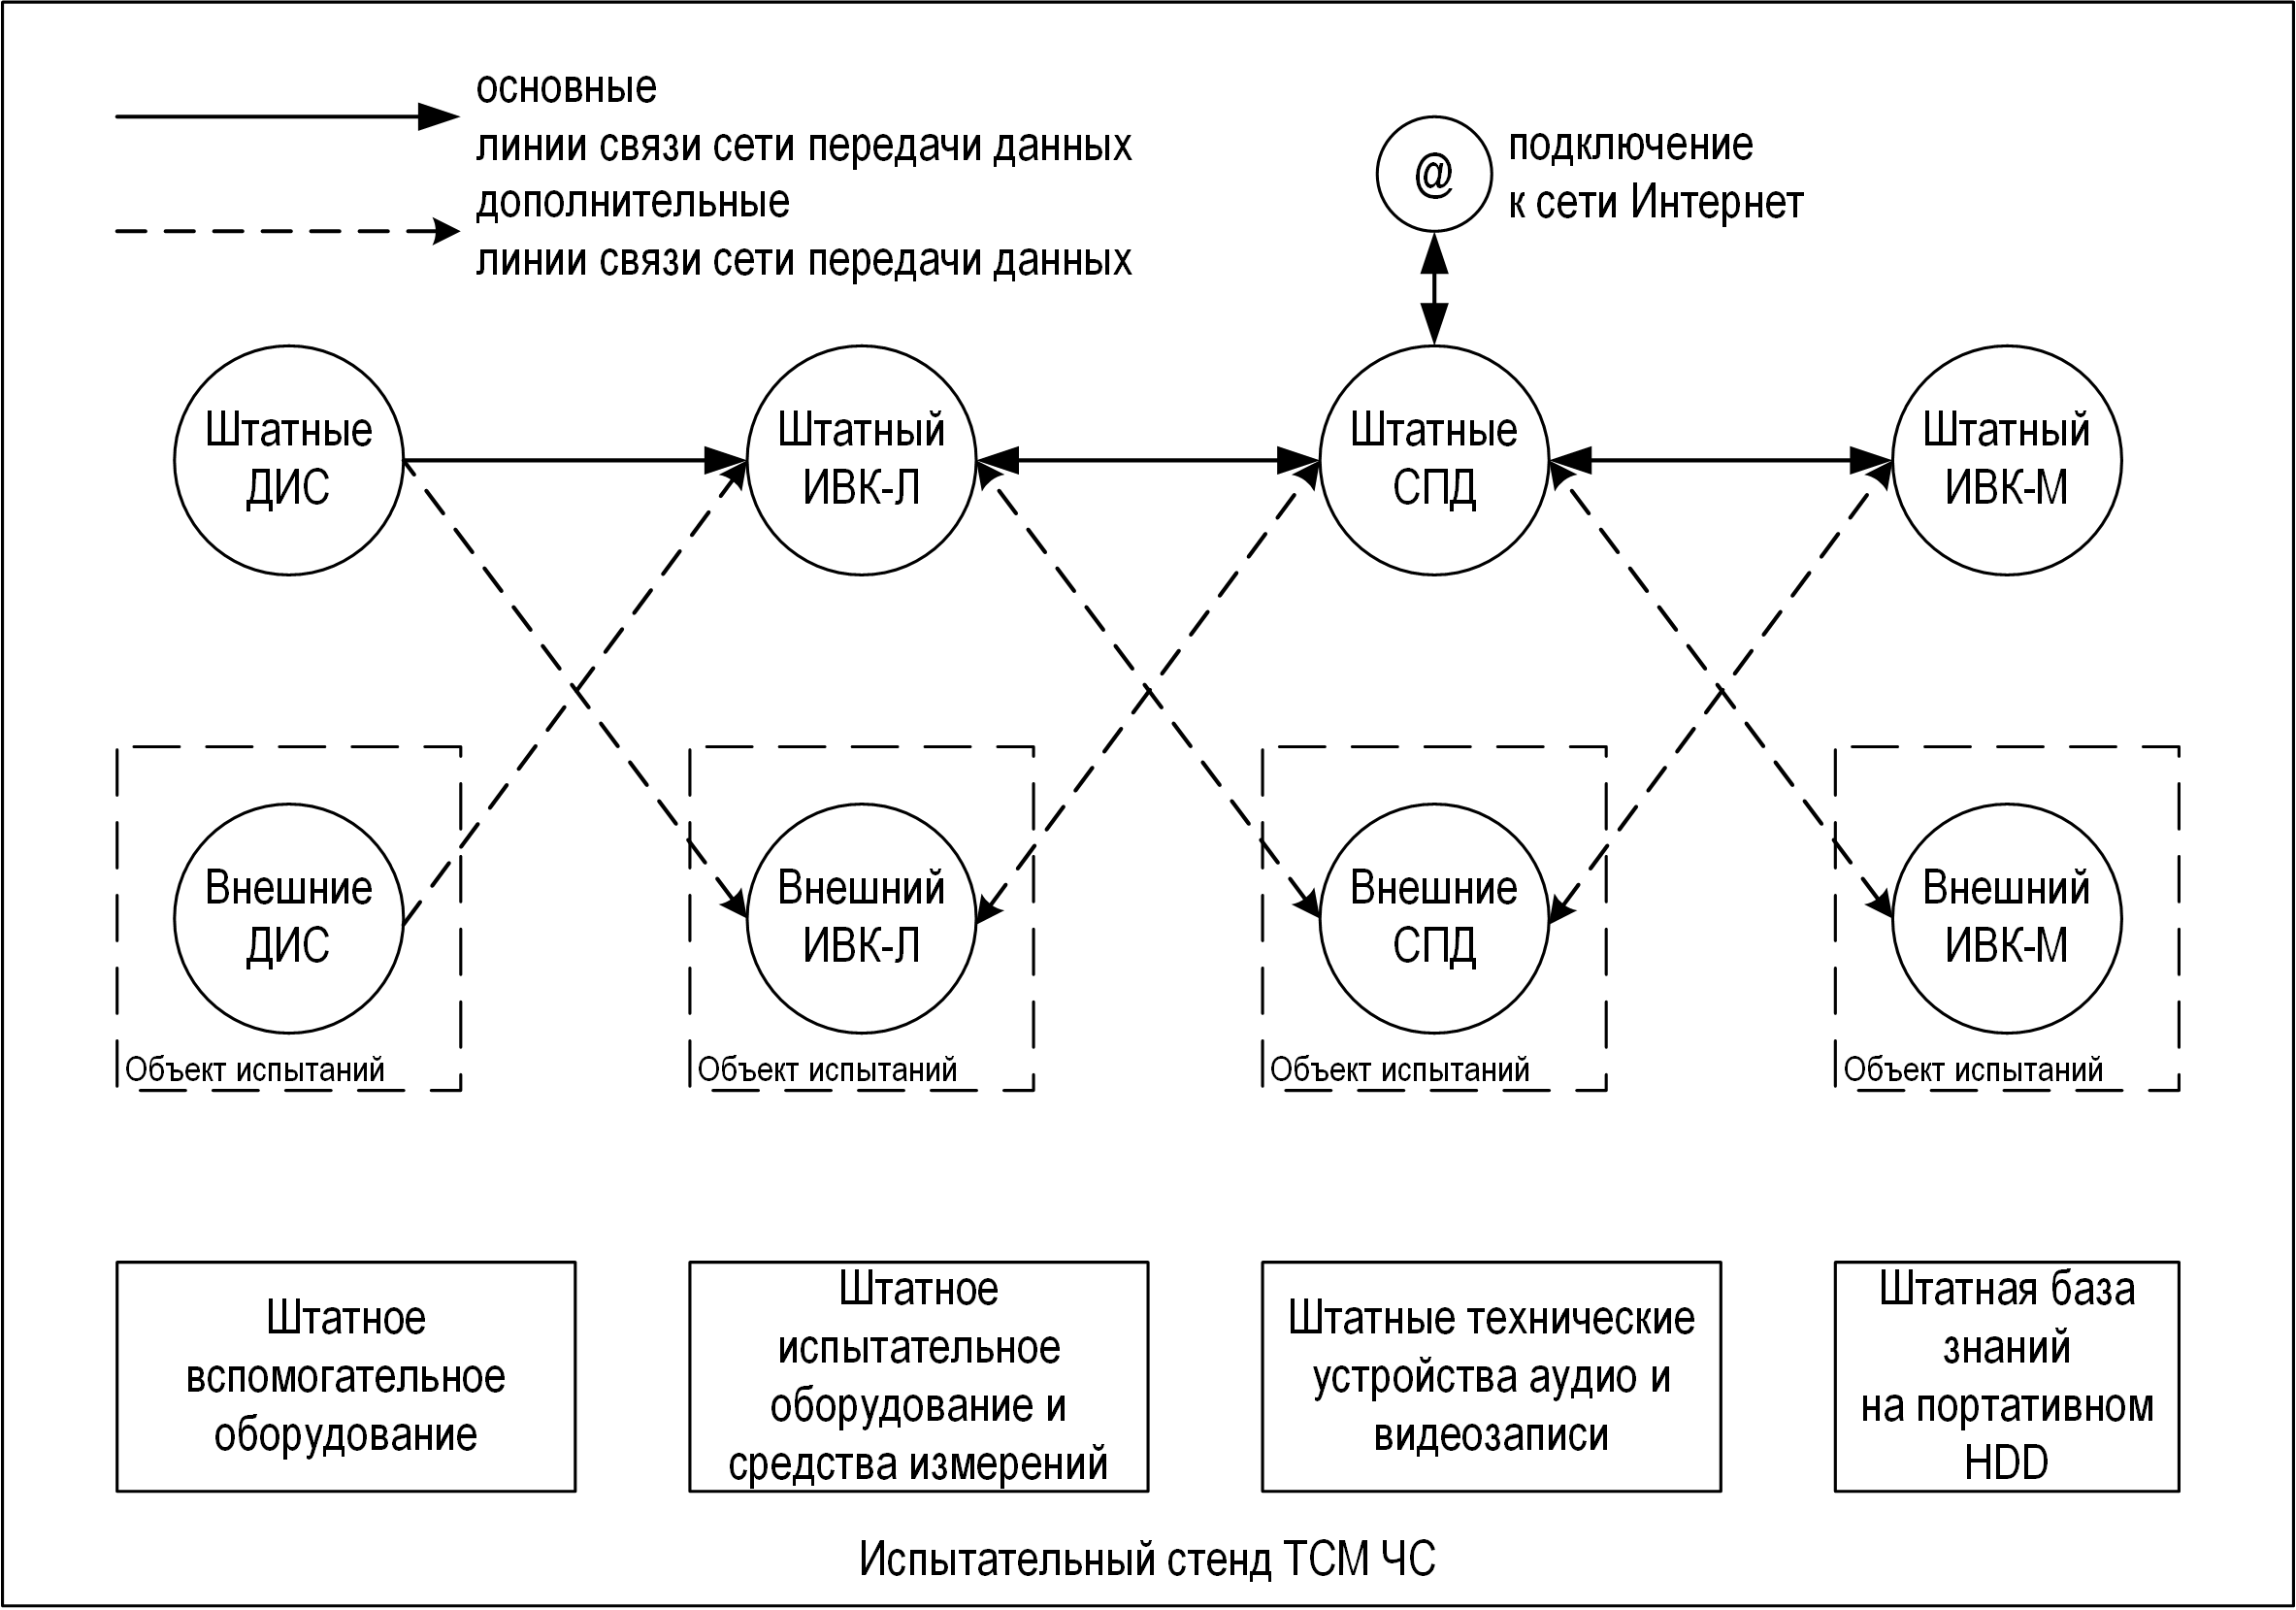 основные
линии связи сети передачи данных
дополнительные
линии связи сети передачи данных
@
подключение
к сети Интернет
Штатные
ДИС
Штатный
ИВК-Л
Штатные
СПД
Штатный
ИВК-М
Внешние
ДИС
Объект испытаний
Внешний
ИВК-Л
Объект испытаний
Внешние
СПД
Объект испытаний
Внешний
ИВК-М
Объект испытаний
Штатное
вспомогательное
оборудование
Штатное
испытательное
оборудование и
средства измерений
Штатные технические
устройства аудио и
видеозаписи
Штатная база
знаний
на портативном
HDD
Испытательный стенд ТСМ ЧС